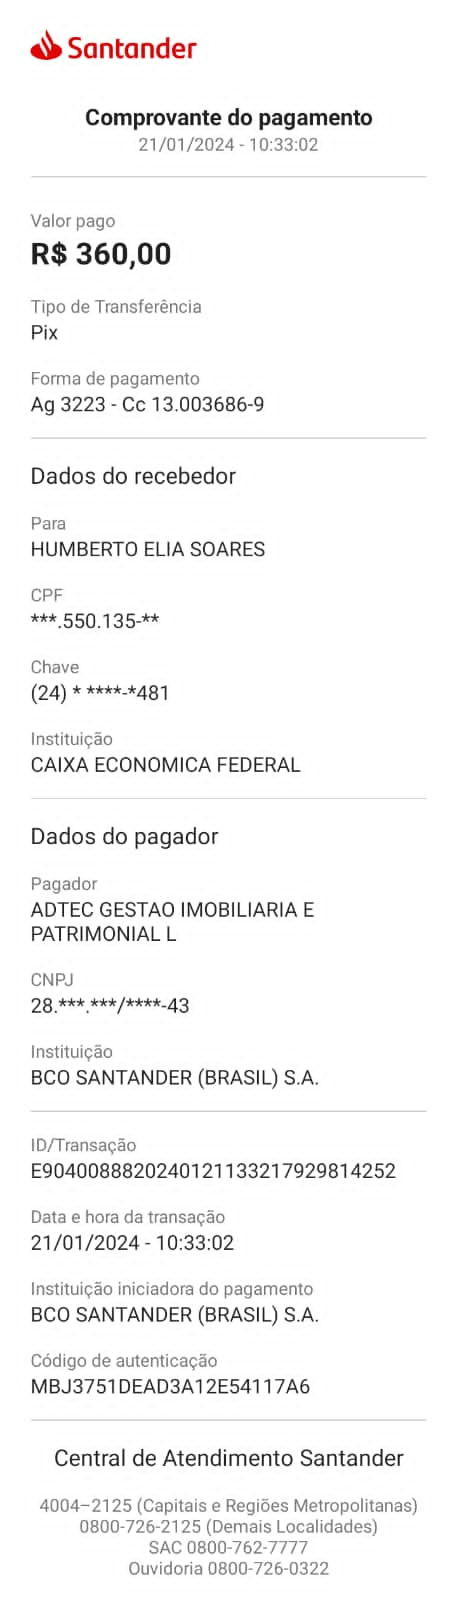 Santander
Comprovante do pagamento
21/01/2024 - 10:33:02
Valor pago
R$ 360,00
Tipo de Transferência
Pix
Forma de pagamento
Ag 3223 - Cc 13.003686-9
Dados do recebedor
Para
HUMBERTO ELIA SOARES
CPF
***.550.135-**
Chave
(24) * ****-*481
Instituição
CAIXA ECONOMICA FEDERAL
Dados do pagador
Pagador
ADTEC GESTAO IMOBILIARIA E
PATRIMONIAL L
CNPJ
28.***.***/****-43
Instituição
BCO SANTANDER (BRASIL) S.A.
ID/Transação
E9040088820240121133217929814252
Data e hora da transação
21/01/2024 - 10:33:02
Instituição iniciadora do pagamento
BCO SANTANDER (BRASIL) S.A.
Código de autenticação
MBJ3751DEAD3A12E54117A6
Central de Atendimento Santander
4004–2125 (Capitais e Regiões Metropolitanas)
0800-726-2125 (Demais Localidades)
SAC 0800-762-7777
Ouvidoria 0800-726-0322